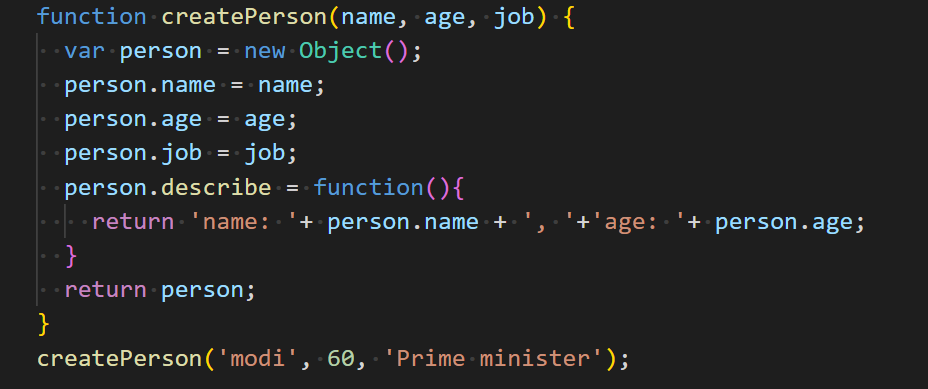 function createPerson(name, age, job) {
  var person = new Object();
  person.name = name;
  person.age = age;
  person.job = job;
  person.describe = function(){
    return 'name: '+ person.name + ', '+'age: '+ person.age;
  }
  return person;
}
createPerson('modi', 60, 'Prime minister');